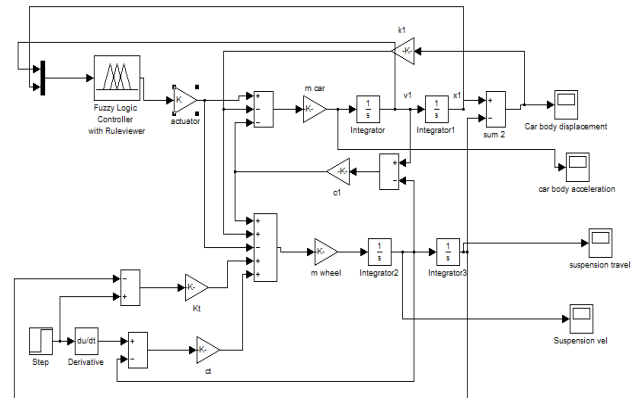 k1
-K-
Fuzzy Logic
Controller
with Ruleviewer
K
actuator
+
-
-
m car
-K-
1
s
Integrator
v1
1
s
Integrator1
x1
+
-
sum 2
Car body displacement
car body acceleration
-K-
c1
+
-
+
+
-
+
+
-K-
m wheel
1
s
Integrator2
1
s
Integrator3
suspension travel
-
+
-K-
Kt
Suspension vel
Step
du/dt
Derivative
+
-
-K-
ct